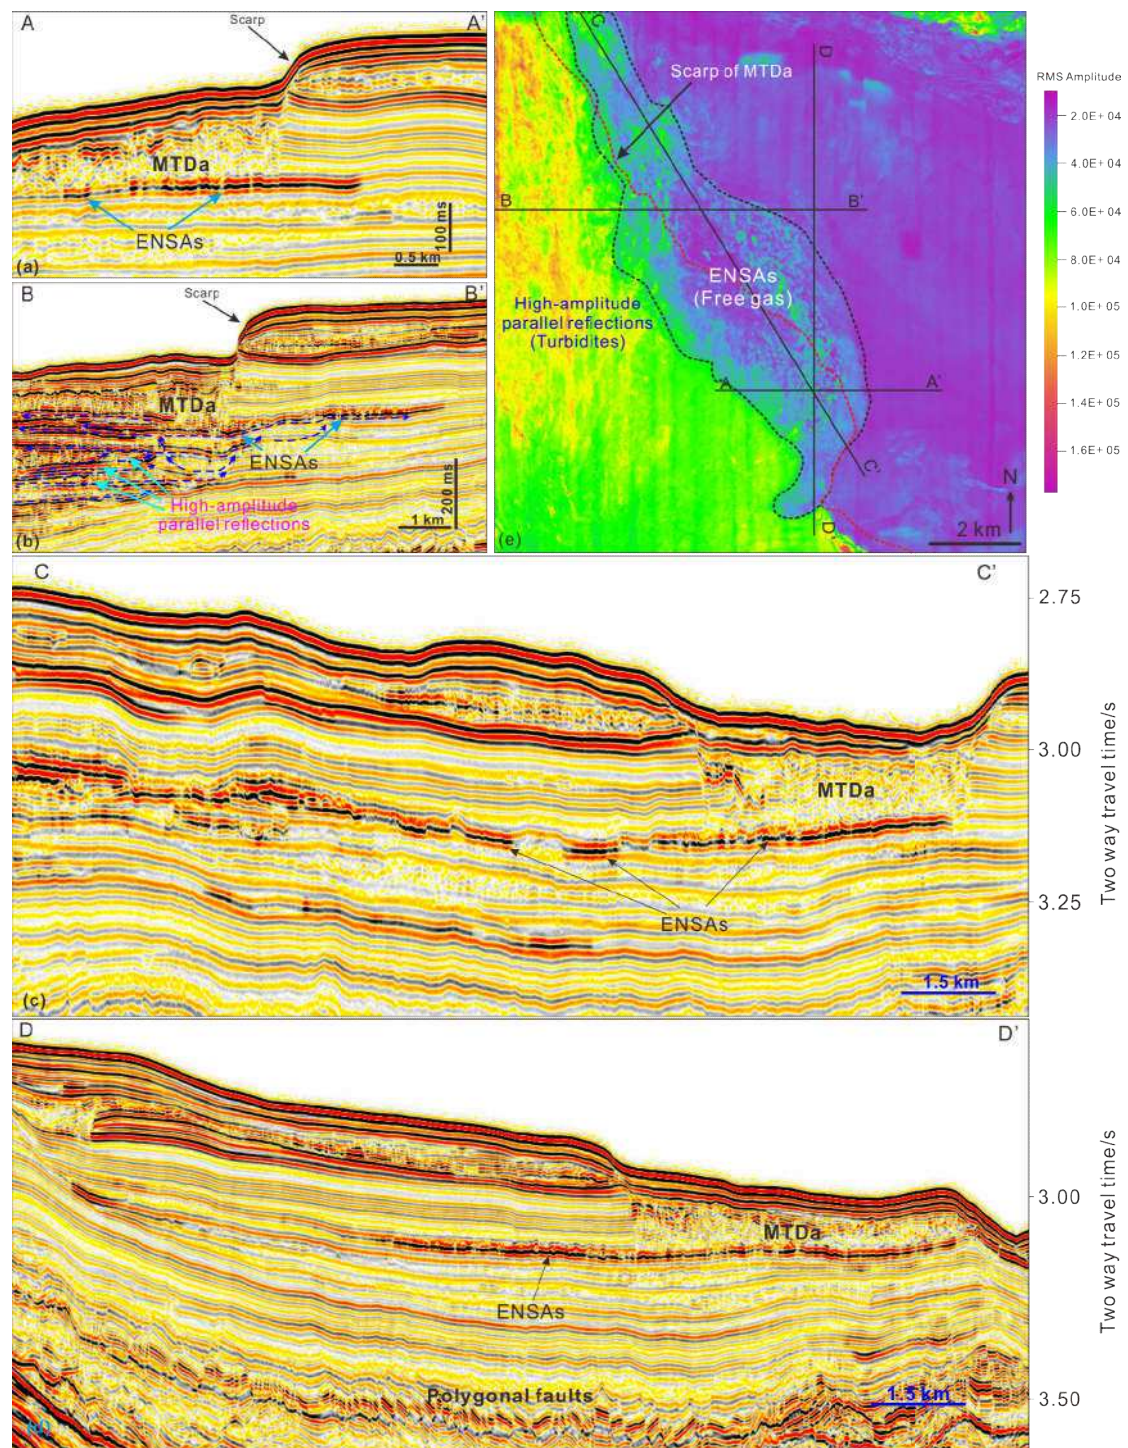 A
Scarp
A'
MTDa
ENSAs
100 ms
0.5 km
(a)
B
Scarp
B'
MTDa
ENSAs
High-amplitude
parallel reflections
200 ms
1 km
(b)
C
D
Scarp of MTDa
B
B'
ENSAs
(Free gas)
High-amplitude
parallel reflections
(Turbidites)
A
A'
C'
D'
N
2 km
(e)
RMS Amplitude
2.0E+04
4.0E+04
6.0E+04
8.0E+04
1.0E+05
1.2E+05
1.4E+05
1.6E+05
C
C'
MTDa
ENSAs
1.5 km
(c)
2.75
3.00
3.25
Two way travel time/s
D
D'
MTDa
ENSAs
Polygonal faults
1.5 km
(d)
3.00
3.50
Two way travel time/s